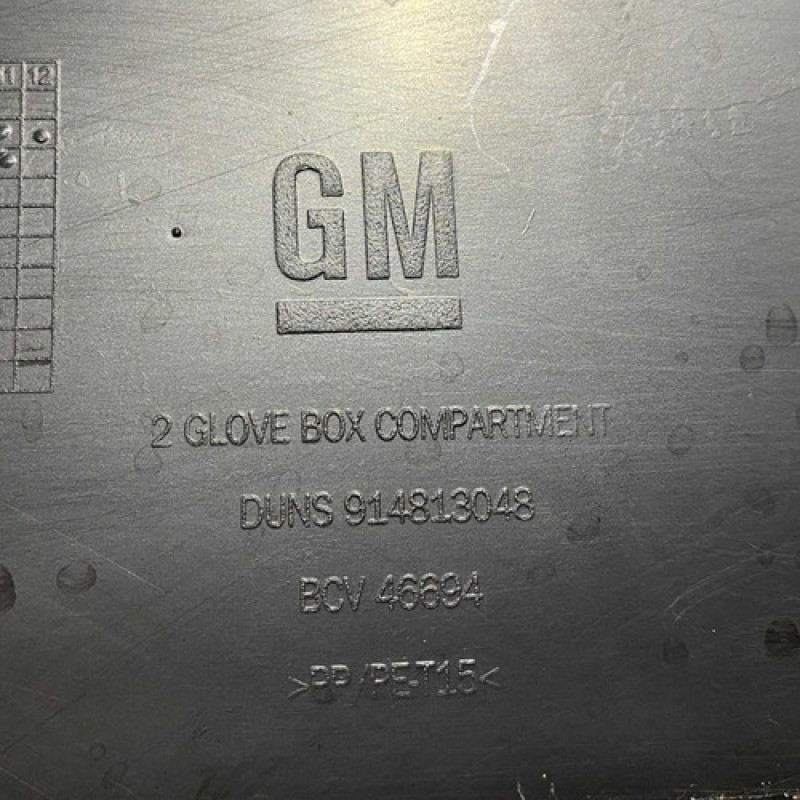 11 12
GM
2 GLOVE BOX COMPARTMENT
DUNS 914813048
BCV 46694
>PP/PE-T15<